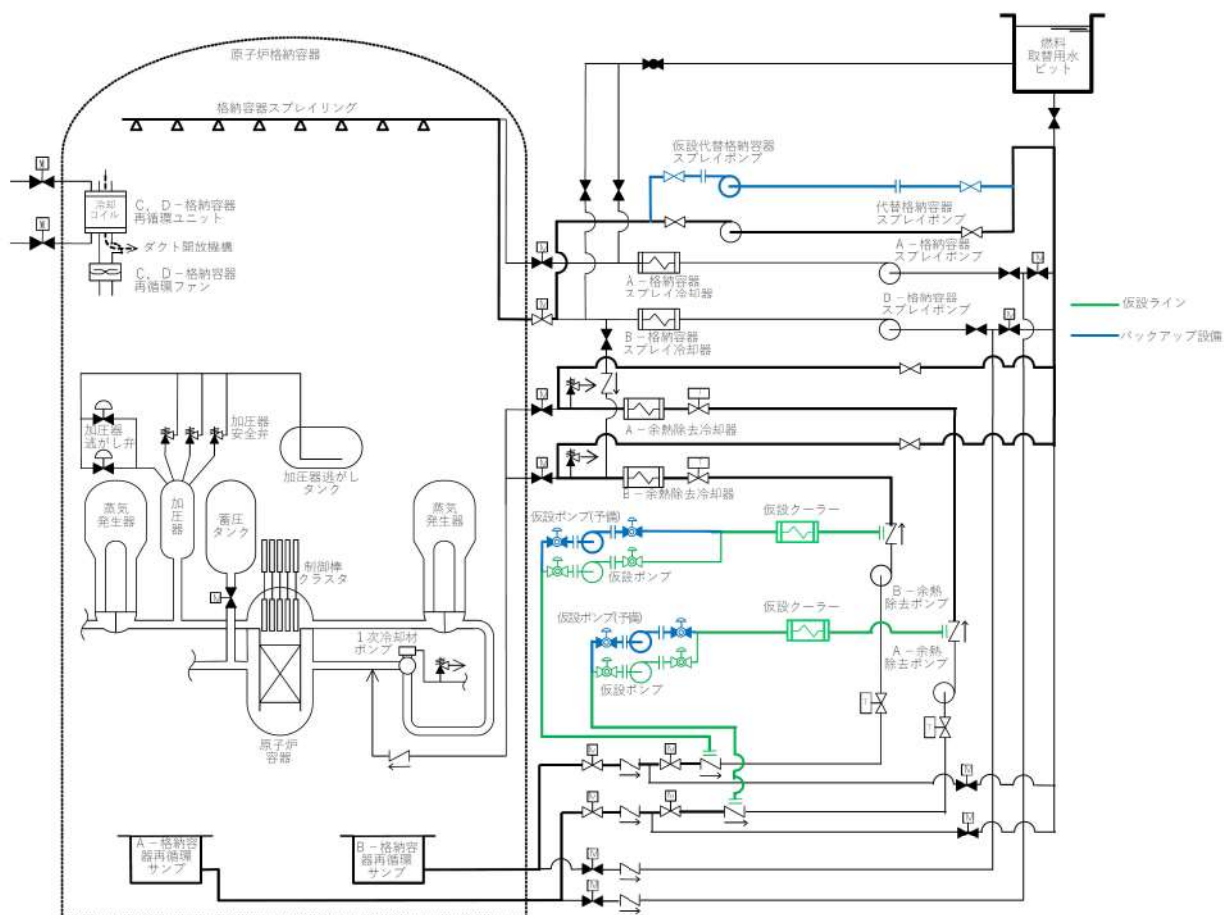 原子炉格納容器
燃料
取替用水
ピット
格納容器スプレイリング
仮設代替格納容器
スプレイポンプ
M
冷却
コイル
C，D－格納容器
再循環ユニット
代替格納容器
スプレイポンプ
M
ダクト開放機構
C，D－格納容器
再循環ファン
M
A－格納容器
スプレイ冷却器
A－格納容器
スプレイポンプ
M
M
B－格納容器
スプレイ冷却器
スプレイポンプ
M
仮設ライン
バックアップ設備
加圧器
逃がし弁
加圧器
安全弁
加圧器逃がし
タンク
M
A－余熱除去冷却器
M
B－余熱除去冷却器
蒸気
発生器
加
圧
器
蓄圧
タンク
蒸気
発生器
制御棒
クラスタ
M
仮設ポンプ(予備)
仮設ポンプ
仮設クーラー
B－余熱
除去ポンプ
1次冷却材
ポンプ
仮設ポンプ(予備)
仮設ポンプ
仮設クーラー
A－余熱
除去ポンプ
原子炉
容器
M
M
M
M
M
M
A－格納容
器再循環
サンプ
B－格納容
器再循環
サンプ
M
M